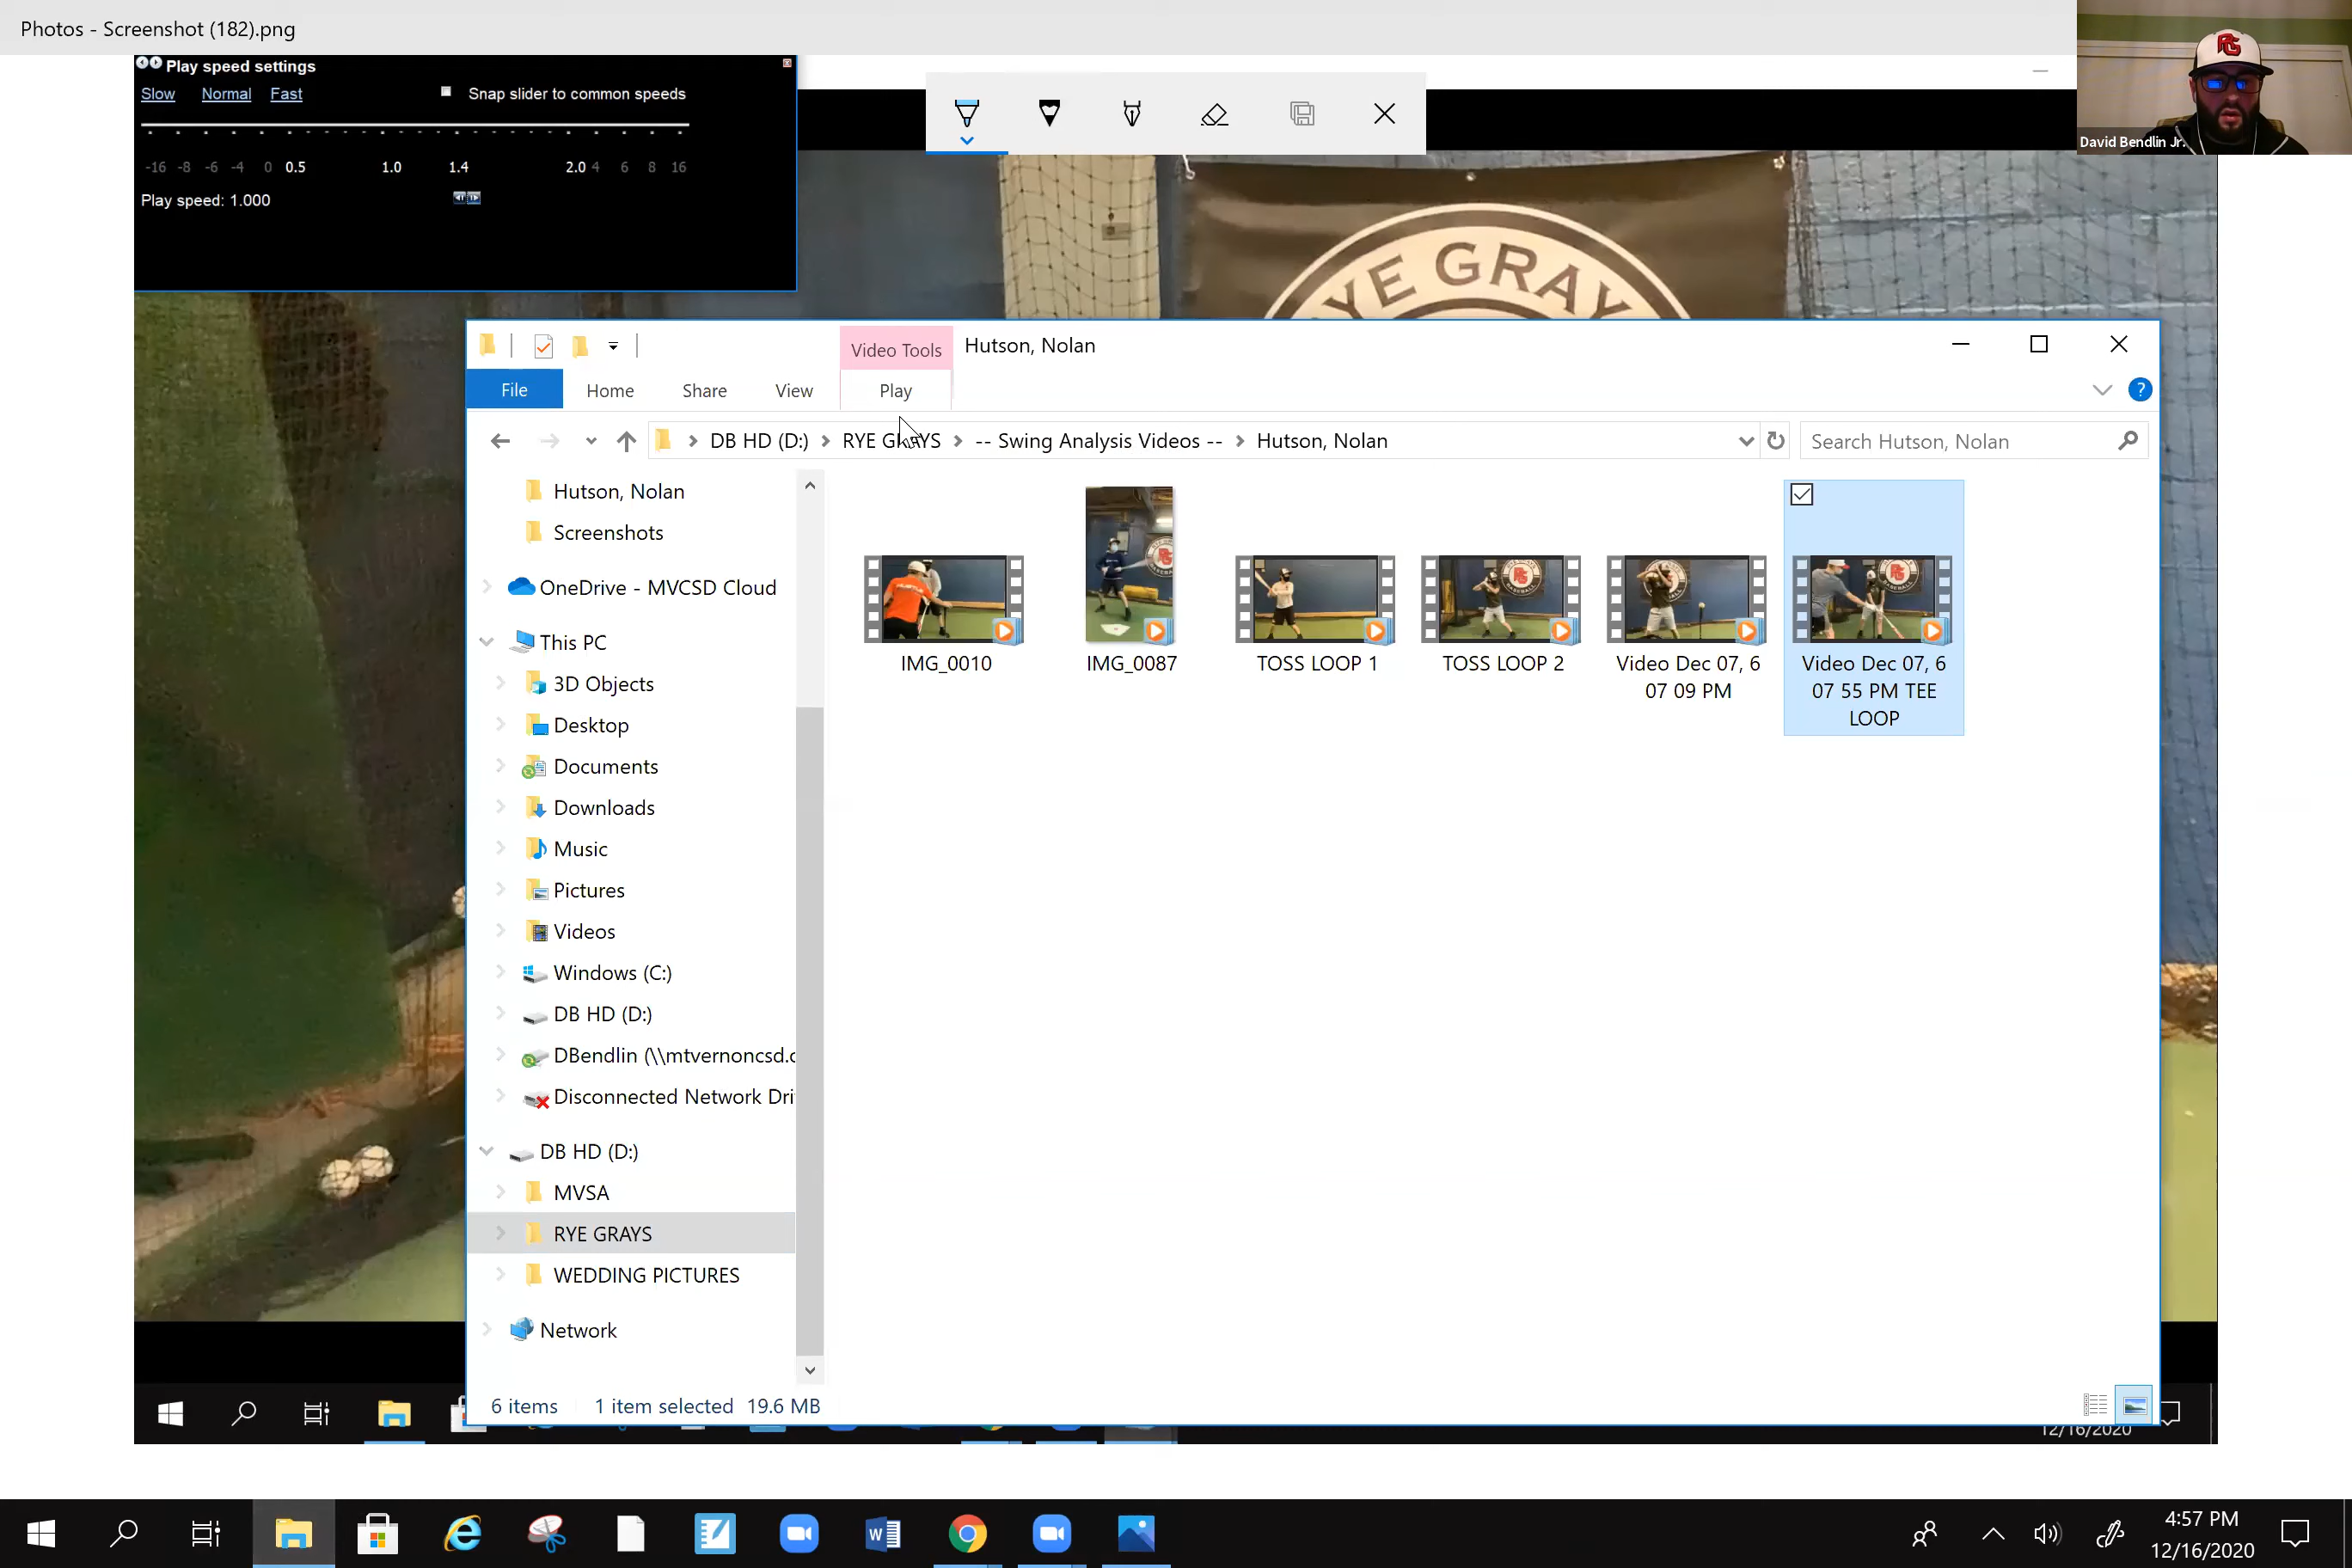 Photos - Screenshot (182).png
Play speed settings
Slow Normal Fast Snap slider to common speeds
-16 -8 -6 -4 0 0.5 1.0 1.4 2.0 4 6 8 16
Play speed: 1.000
David Bendlin Jr.
YE GRAY
Video Tools Hutson, Nolan
File Home Share View Play
DB HD (D:) RYE GRAYS -- Swing Analysis Videos -- Hutson, Nolan Search Hutson, Nolan
Hutson, Nolan
Screenshots
OneDrive - MVCSD Cloud
This PC
3D Objects
Desktop
Documents
Downloads
Music
Pictures
Videos
Windows (C:)
DB HD (D:)
DBendlin (\\mtvernoncsd.c
Disconnected Network Dri
DB HD (D:)
MVSA
RYE GRAYS
WEDDING PICTURES
Network
IMG_0010
IMG_0087
TOSS LOOP 1
TOSS LOOP 2
Video Dec 07, 6
07 09 PM
Video Dec 07, 6
07 55 PM TEE
LOOP
6 items 1 item selected 19.6 MB
12/16/2020
4:57 PM
12/16/2020